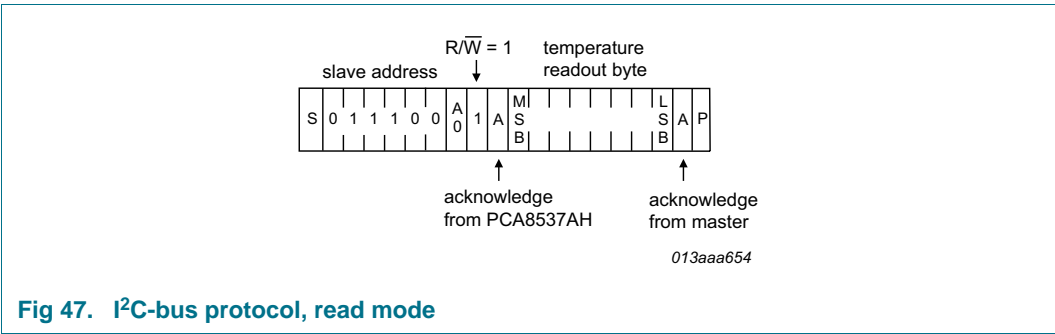 R/W̅ = 1
temperature
readout byte
slave address
S 0 1 1 1 0 0 A0 1 A MSB LSB A P
acknowledge
from PCA8537AH
acknowledge
from master
013aaa654
Fig 47. I²C-bus protocol, read mode